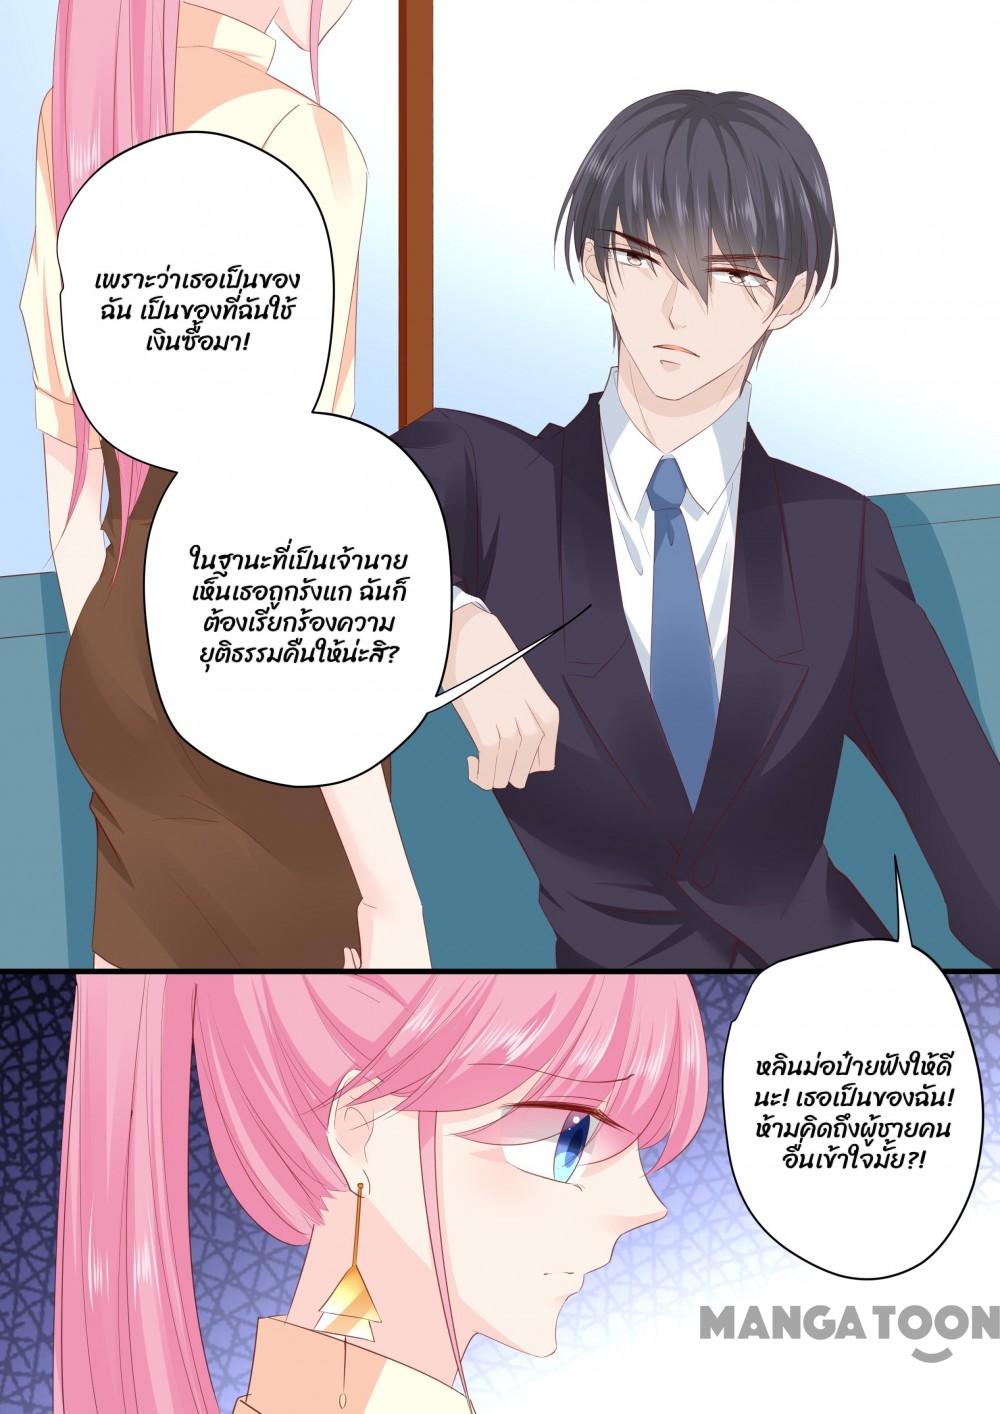 เพราะว่าเธอเป็นของ
ฉัน เป็นของที่ฉันใช้
เงินซื้อมา!
ในฐานะที่เป็นเจ้านาย
เห็นเธอถูกรังแก ฉันก็
ต้องเรียกร้องความ
ยุติธรรมคืนให้น่ะสิ?
หลินม่อป๋ายฟังให้ดี
นะ! เธอเป็นของฉัน!
ห้ามคิดถึงผู้ชายคน
อื่นเข้าใจมั้ย?!
MANGATOON